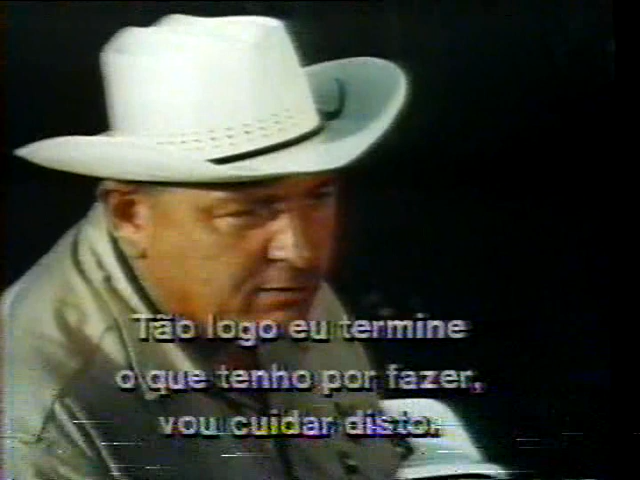 Tão logo eu termine
o que tenho por fazer,
vou cuidar disto.